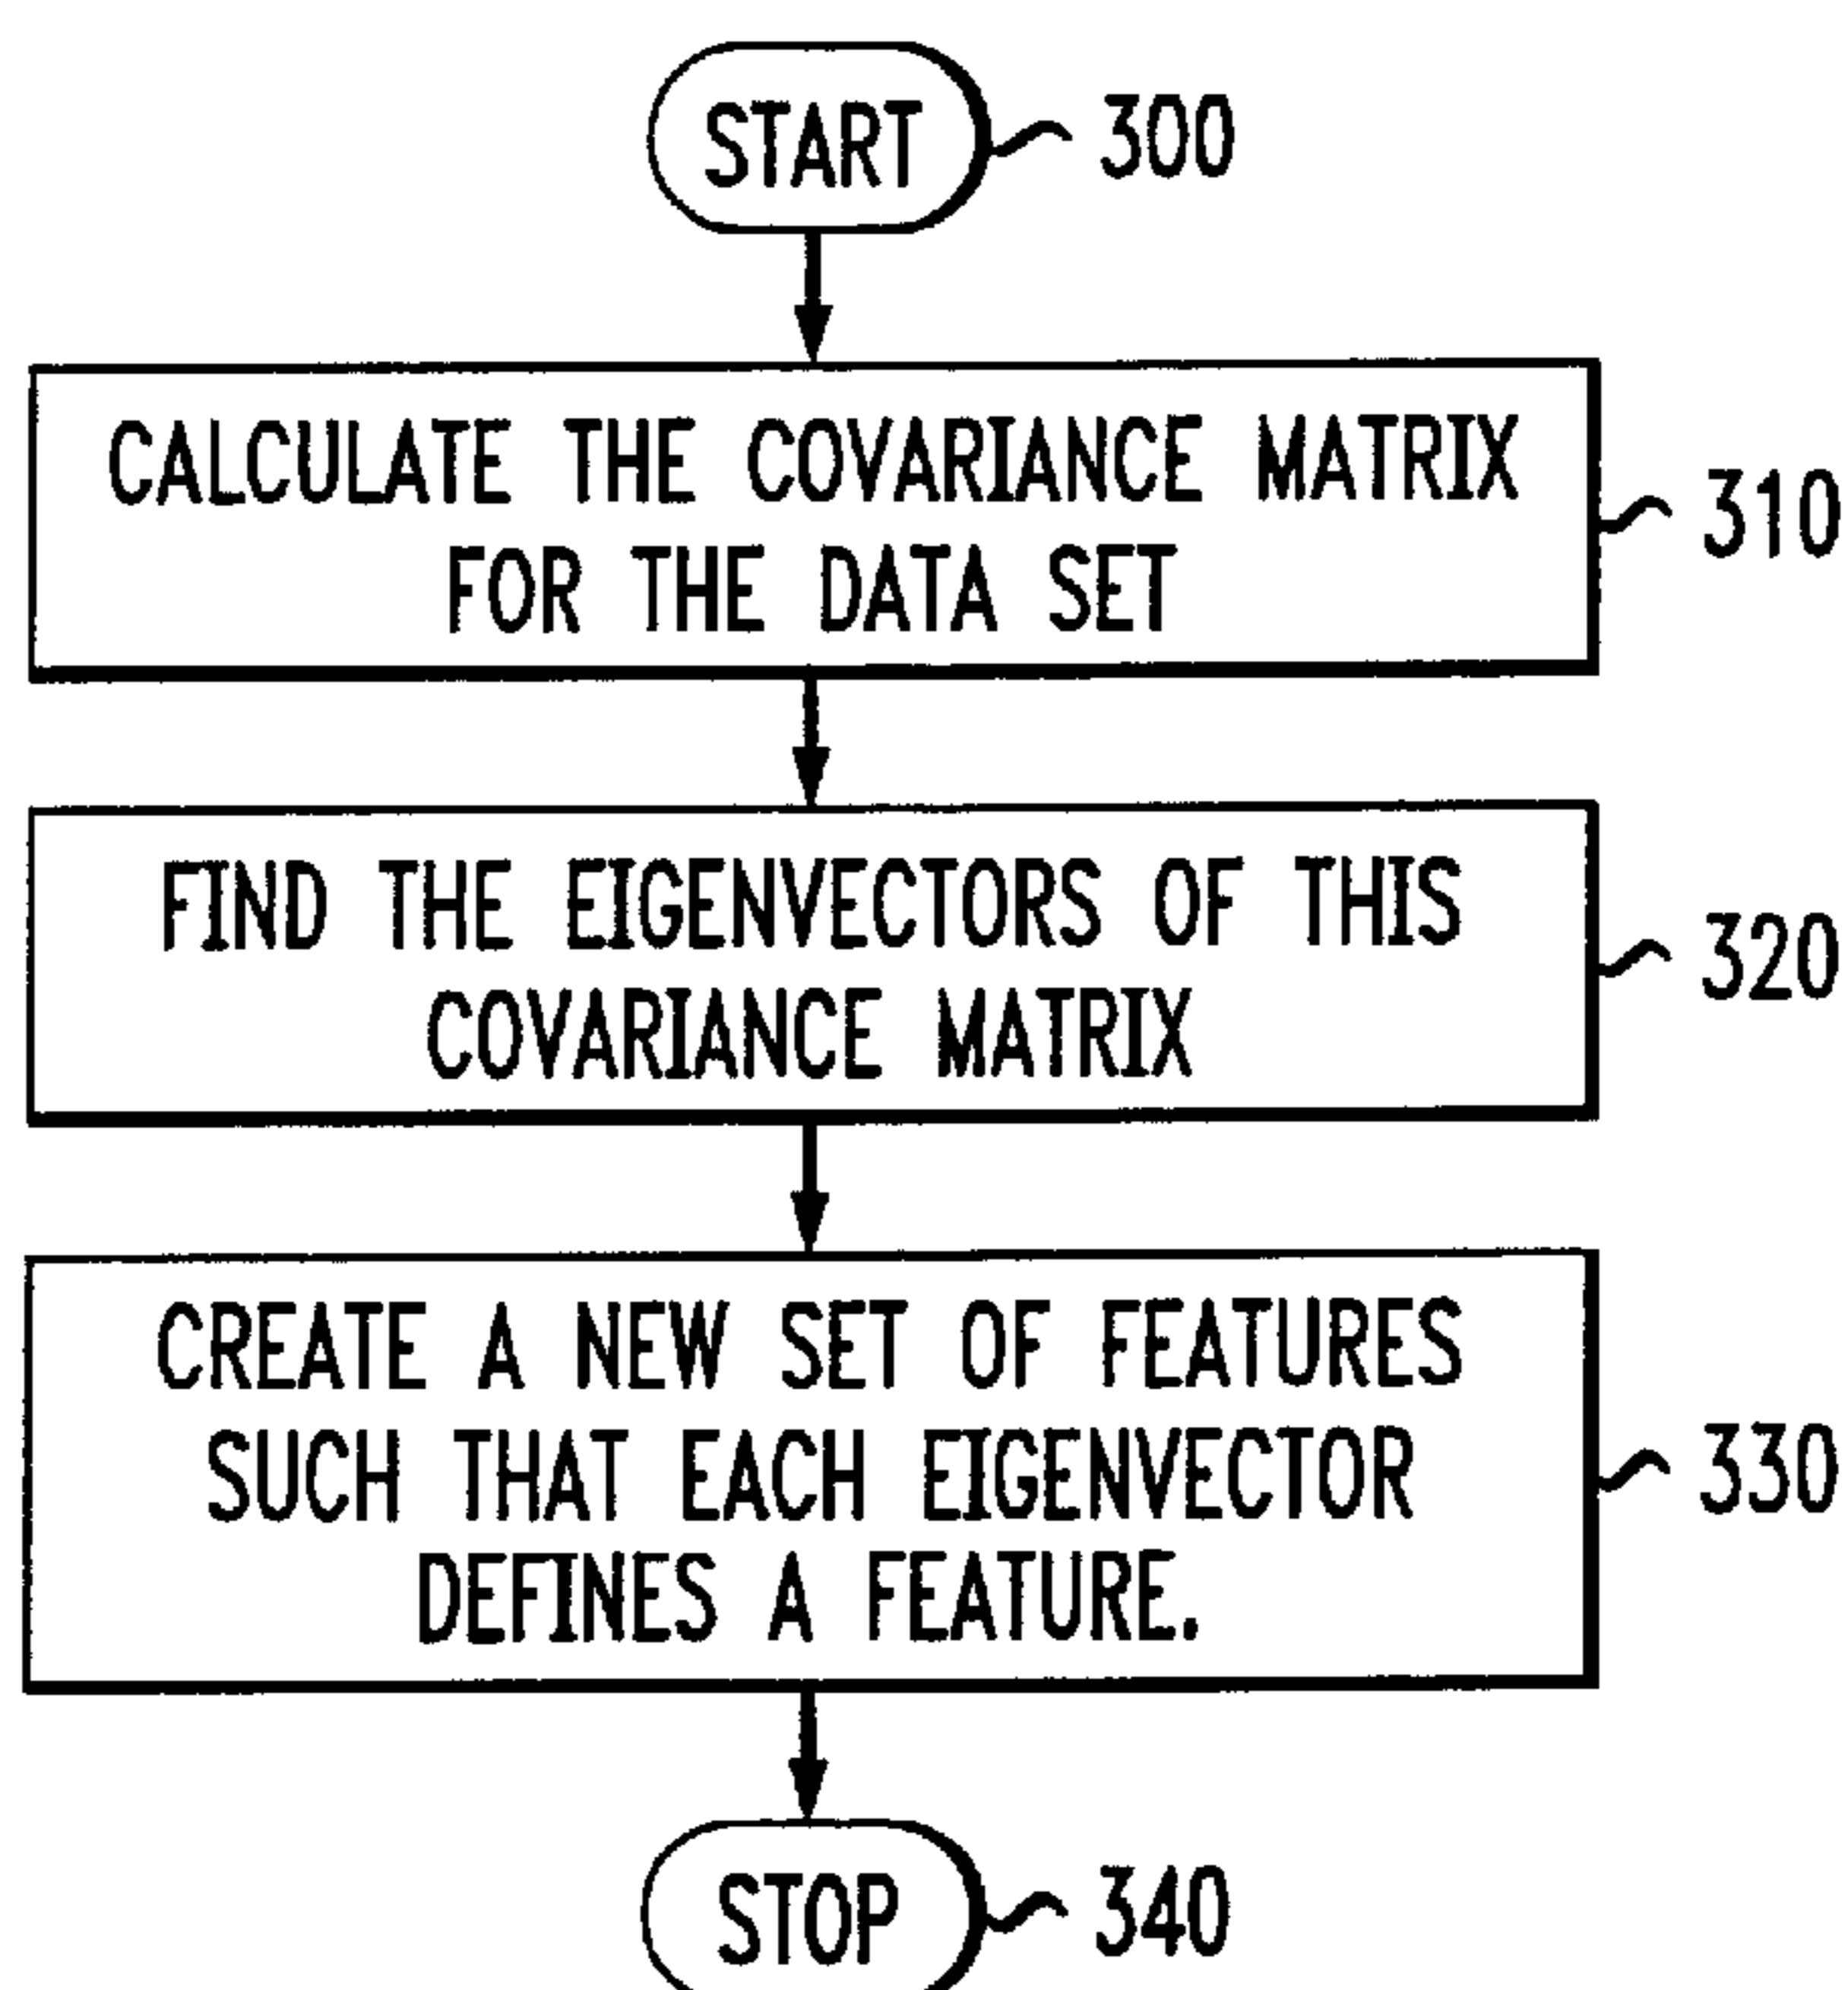 START 300
CALCULATE THE COVARIANCE MATRIX
FOR THE DATA SET
310
FIND THE EIGENVECTORS OF THIS
COVARIANCE MATRIX
320
CREATE A NEW SET OF FEATURES
SUCH THAT EACH EIGENVECTOR
DEFINES A FEATURE.
330
STOP 340